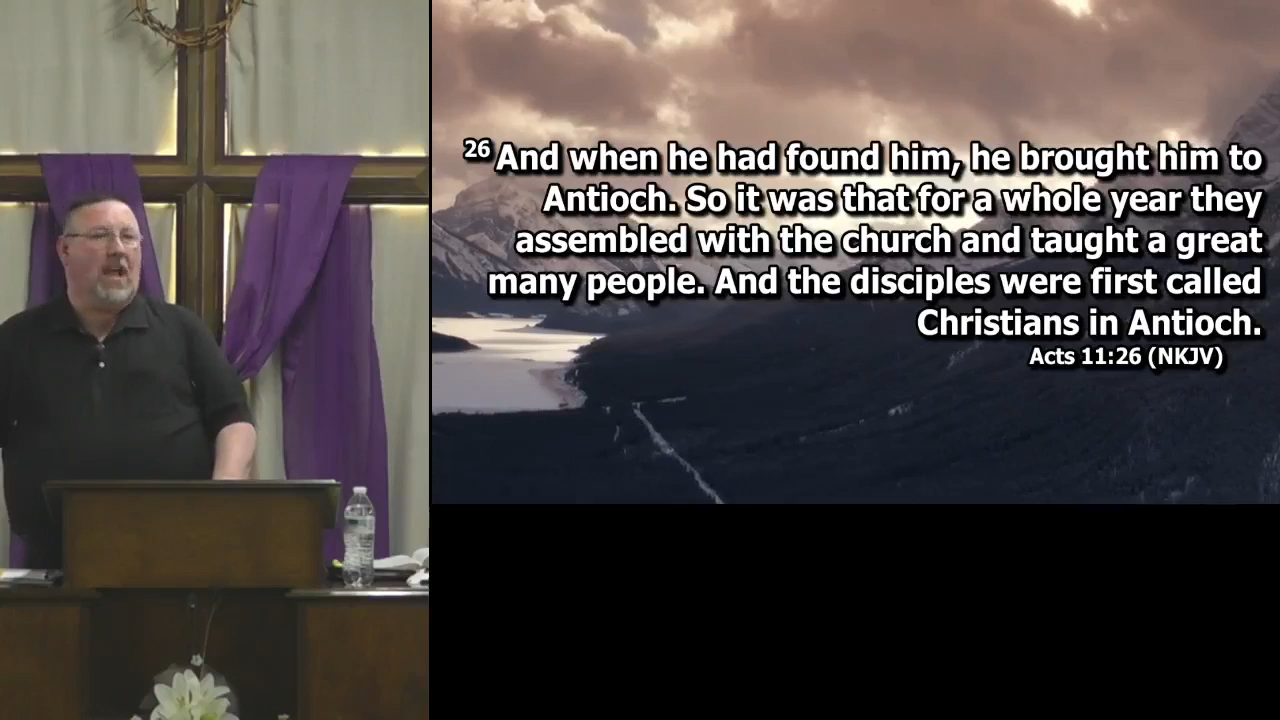 26 And when he had found him, he brought him to
Antioch. So it was that for a whole year they
assembled with the church and taught a great
many people. And the disciples were first called
Christians in Antioch.
Acts 11:26 (NKJV)